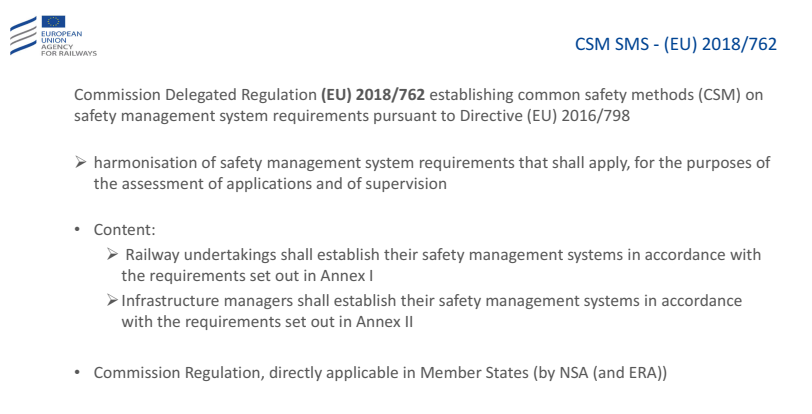 EUROPEAN
UNION
AGENCY
FOR RAILWAYS
CSM SMS - (EU) 2018/762
Commission Delegated Regulation (EU) 2018/762 establishing common safety methods (CSM) on
safety management system requirements pursuant to Directive (EU) 2016/798
➢ harmonisation of safety management system requirements that shall apply, for the purposes of
the assessment of applications and of supervision
• Content:
➢ Railway undertakings shall establish their safety management systems in accordance with
the requirements set out in Annex I
➢ Infrastructure managers shall establish their safety management systems in accordance
with the requirements set out in Annex II
• Commission Regulation, directly applicable in Member States (by NSA (and ERA))